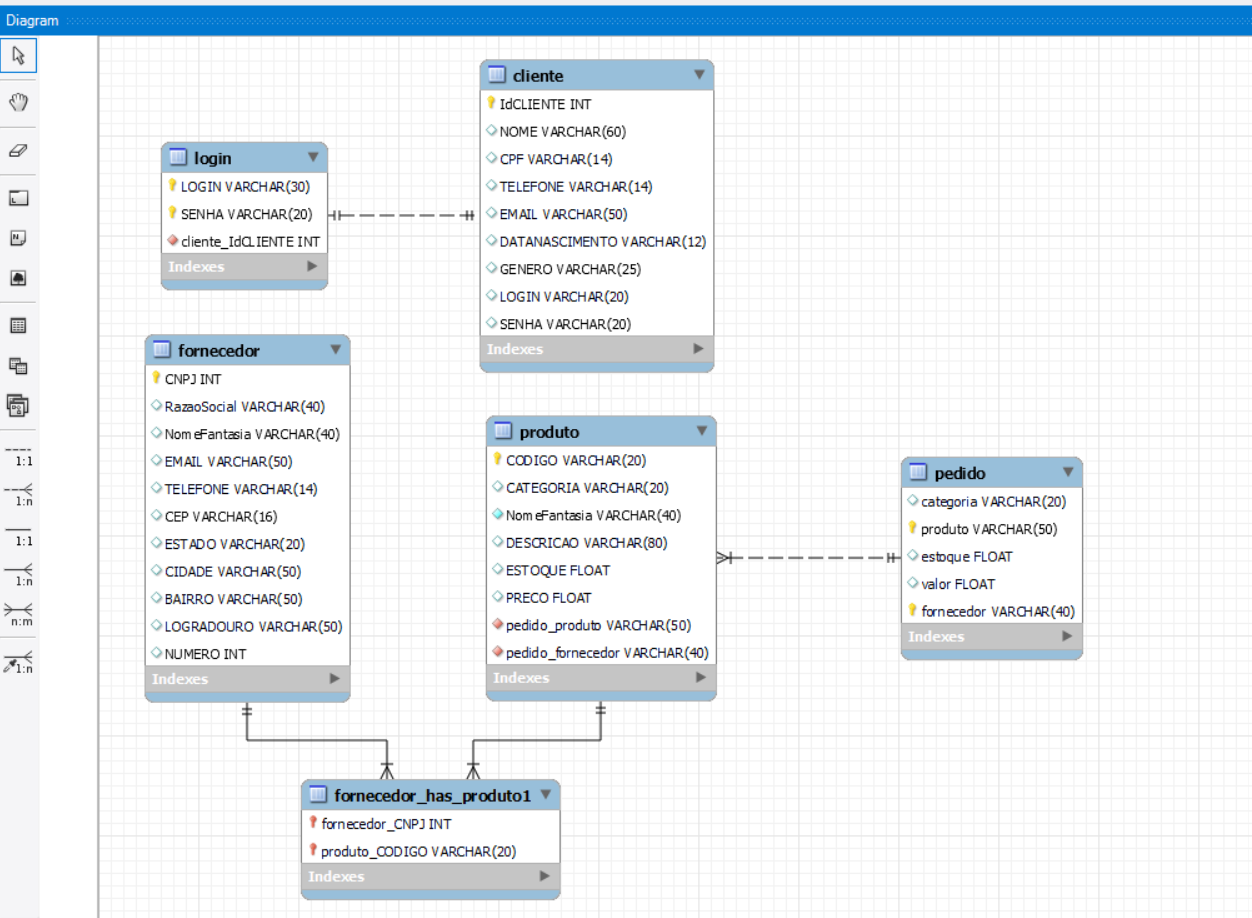 Diagram
cliente
IdCLIENTE INT
NOME VARCHAR(60)
CPF VARCHAR(14)
TELEFONE VARCHAR(14)
EMAIL VARCHAR(50)
DATANASCIMENTO VARCHAR(12)
GENERO VARCHAR(25)
LOGIN VARCHAR(20)
SENHA VARCHAR(20)
Indexes
login
LOGIN VARCHAR(30)
SENHA VARCHAR(20)
cliente_IdCLIENTE INT
Indexes
fornecedor
CNPJ INT
RazaoSocial VARCHAR(40)
NomeFantasia VARCHAR(40)
EMAIL VARCHAR(50)
TELEFONE VARCHAR(14)
CEP VARCHAR(16)
ESTADO VARCHAR(20)
CIDADE VARCHAR(50)
BAIRRO VARCHAR(50)
LOGRADOURO VARCHAR(50)
NUMERO INT
Indexes
produto
CODIGO VARCHAR(20)
CATEGORIA VARCHAR(20)
NomeFantasia VARCHAR(40)
DESCRICAO VARCHAR(80)
ESTOQUE FLOAT
PRECO FLOAT
pedido_produto VARCHAR(50)
pedido_fornecedor VARCHAR(40)
Indexes
pedido
categoria VARCHAR(20)
produto VARCHAR(50)
estoque FLOAT
valor FLOAT
fornecedor VARCHAR(40)
Indexes
fornecedor_has_produto1
fornecedor_CNPJ INT
produto_CODIGO VARCHAR(20)
Indexes
1:1
1:n
1:1
1:n
n:m
1:n